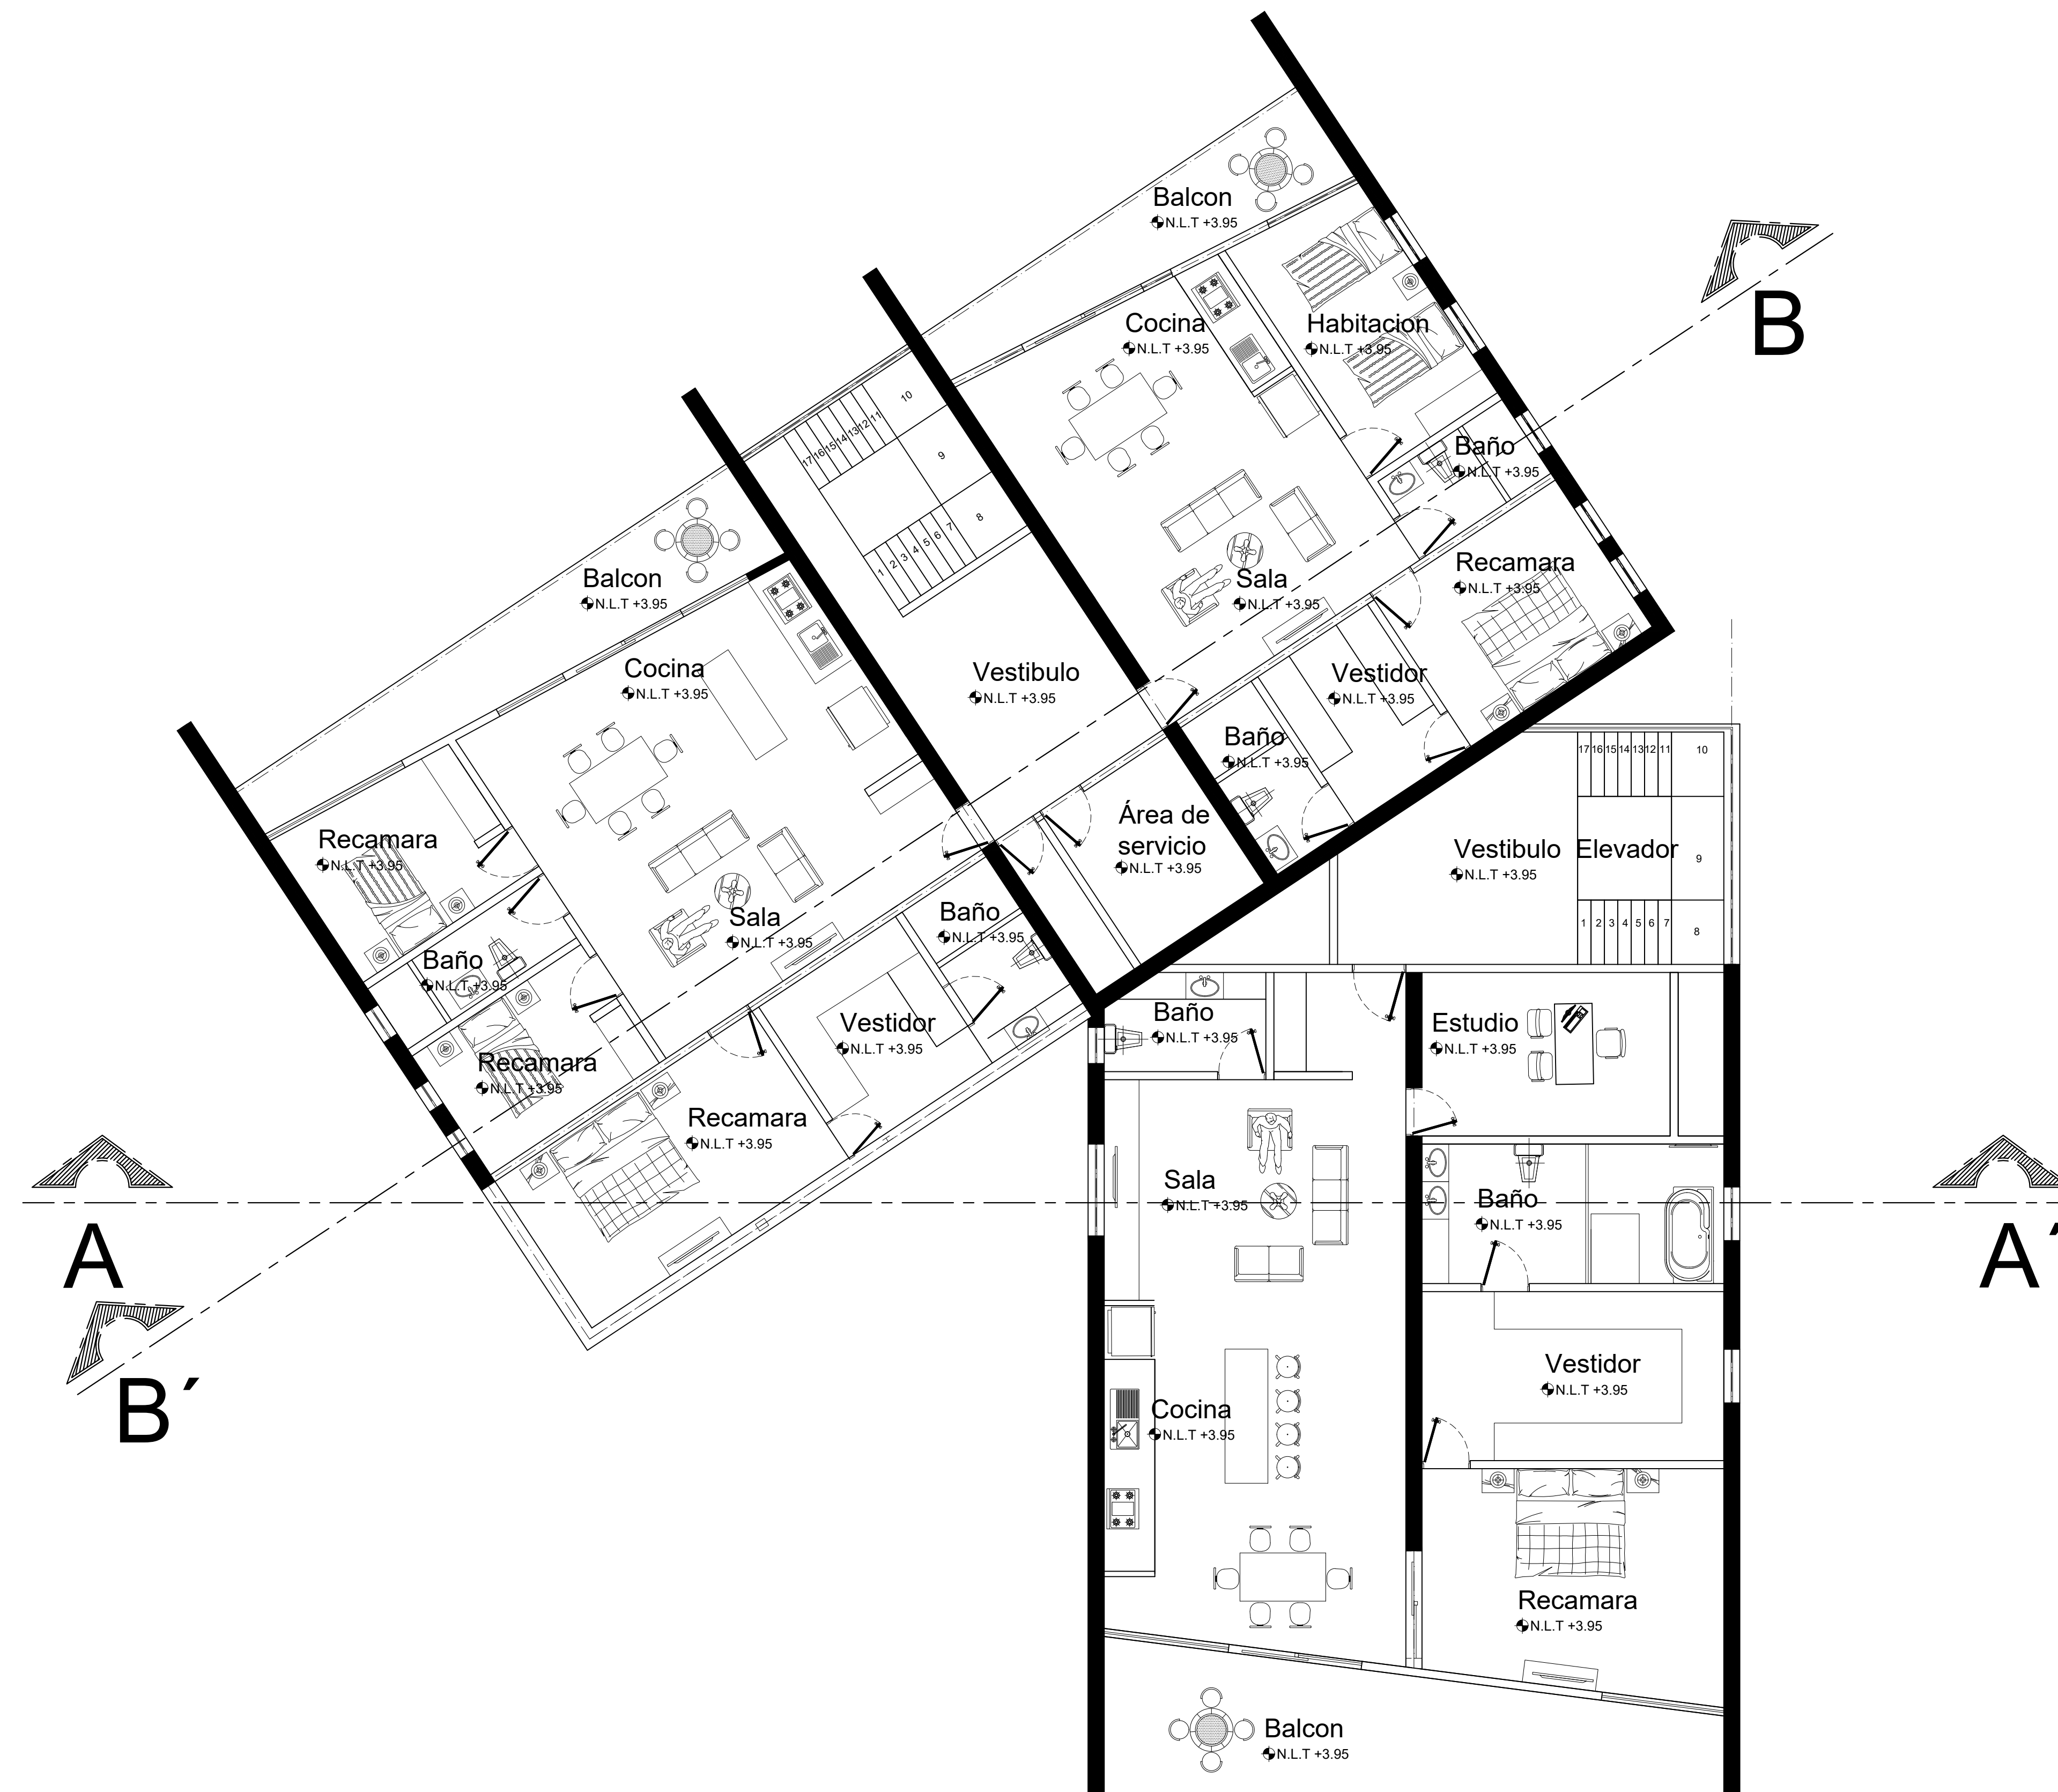 Balcon
N.L.T +3.95
B
Cocina
N.L.T +3.95
Habitacion
N.L.T +3.95
10
17 16 15 14 13 12 11
9
Baño
N.L.T +3.95
8
1 2 3 4 5 6 7
Balcon
N.L.T +3.95
Sala
N.L.T +3.95
Recamara
N.L.T +3.95
Cocina
N.L.T +3.95
Vestibulo
N.L.T +3.95
Vestidor
N.L.T +3.95
Baño
N.L.T +3.95
17 16 15 14 13 12 11 10
Recamara
N.L.T +3.95
Área de
servicio
N.L.T +3.95
Vestibulo
N.L.T +3.95
Elevador
9
1 2 3 4 5 6 7 8
Sala
N.L.T +3.95
Baño
N.L.T +3.95
Baño
N.L.T +3.95
Vestidor
N.L.T +3.95
Baño
N.L.T +3.95
Estudio
N.L.T +3.95
Recamara
N.L.T +3.95
Recamara
N.L.T +3.95
Sala
N.L.T +3.95
Baño
N.L.T +3.95
A
A´
B´
Vestidor
N.L.T +3.95
Cocina
N.L.T +3.95
Recamara
N.L.T +3.95
Balcon
N.L.T +3.95